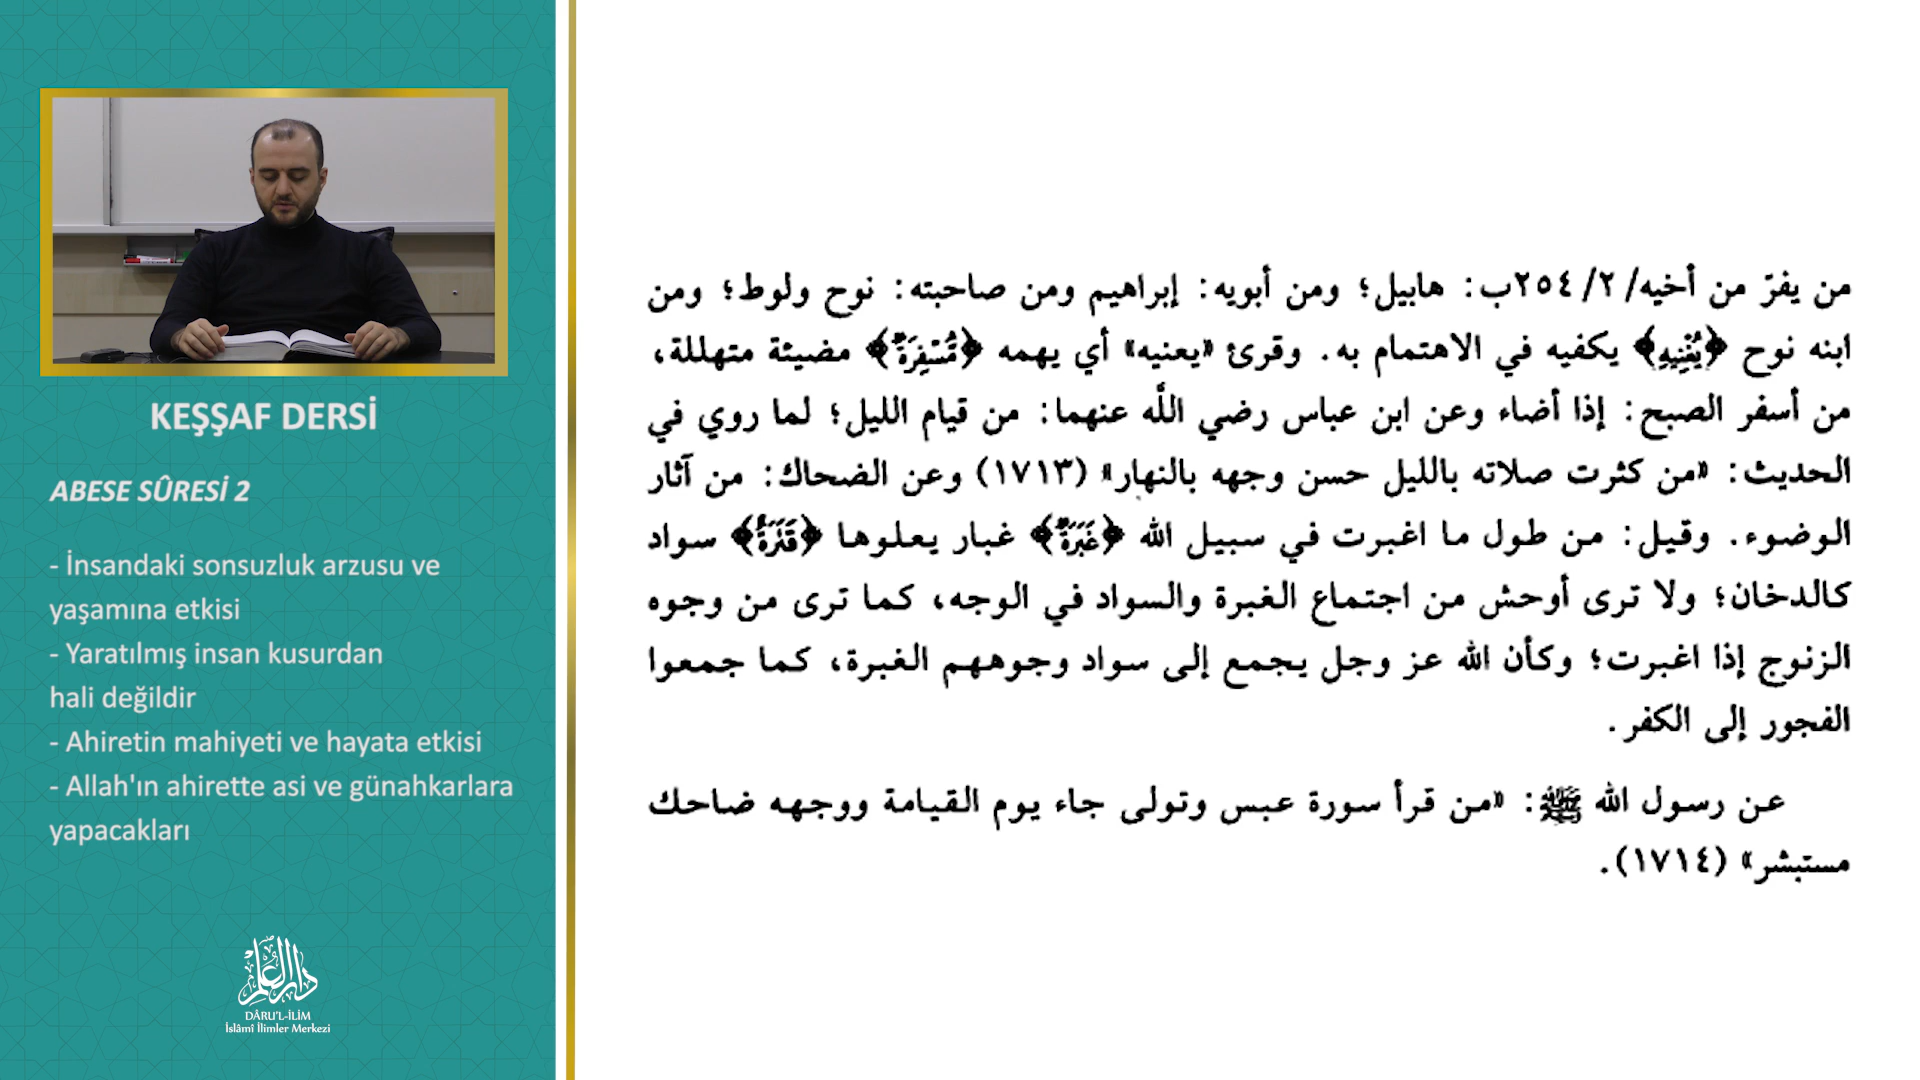 KEŞŞAF DERSİ
ABESE SÛRESİ 2
- İnsandaki sonsuzluk arzusu ve
yaşamına etkisi
- Yaratılmış insan kusurdan
hali değildir
- Ahiretin mahiyeti ve hayata etkisi
- Allah'ın ahirette asi ve günahkarlara
yapacakları
دار العلم
DÂRU'L-İLİM
İslâmî İlimler Merkezi
من يفرّ من أخيه/ ٢/ ٢٥٤ب: هابيل؛ ومن أبويه: إبراهيم ومن صاحبته: نوح ولوط؛ ومن
ابنه نوح ﴿يُغْنِيهِ﴾ يكفيه في الاهتمام به. وقرئ «يعنيه» أي يهمه ﴿مُّسْفِرَةٌ﴾ مضيئة متهللة،
من أسفر الصبح: إذا أضاء وعن ابن عباس رضي اللَّه عنهما: من قيام الليل؛ لما روي في
الحديث: «من كثرت صلاته بالليل حسن وجهه بالنهار» (١٧١٣) وعن الضحاك: من آثار
الوضوء. وقيل: من طول ما اغبرت في سبيل الله ﴿غَبَرَةٌ﴾ غبار يعلوها ﴿قَتَرَةٌ﴾ سواد
كالدخان؛ ولا ترى أوحش من اجتماع الغبرة والسواد في الوجه، كما ترى من وجوه
الزنوج إذا اغبرت؛ وكأن الله عز وجل يجمع إلى سواد وجوههم الغبرة، كما جمعوا
الفجور إلى الكفر.
عن رسول الله ﷺ: «من قرأ سورة عبس وتولى جاء يوم القيامة ووجهه ضاحك
مستبشر» (١٧١٤).